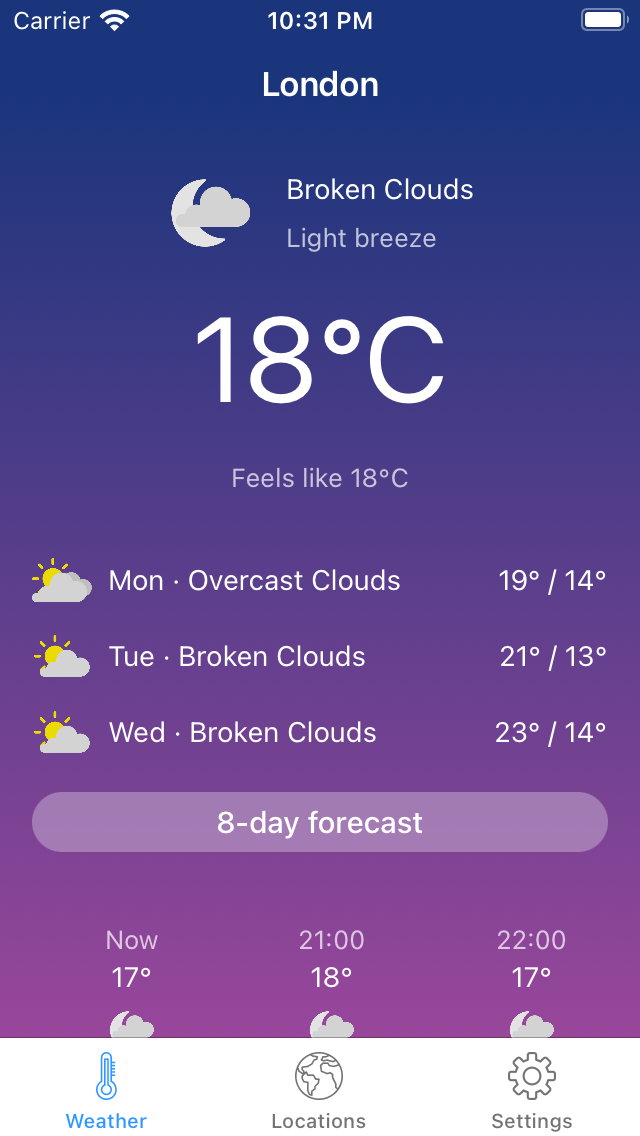 Carrier 10:31 PM
London
Broken Clouds
Light breeze
18°C
Feels like 18°C
Mon · Overcast Clouds 19° / 14°
Tue · Broken Clouds 21° / 13°
Wed · Broken Clouds 23° / 14°
8-day forecast
Now 21:00 22:00
17° 18° 17°
Weather Locations Settings